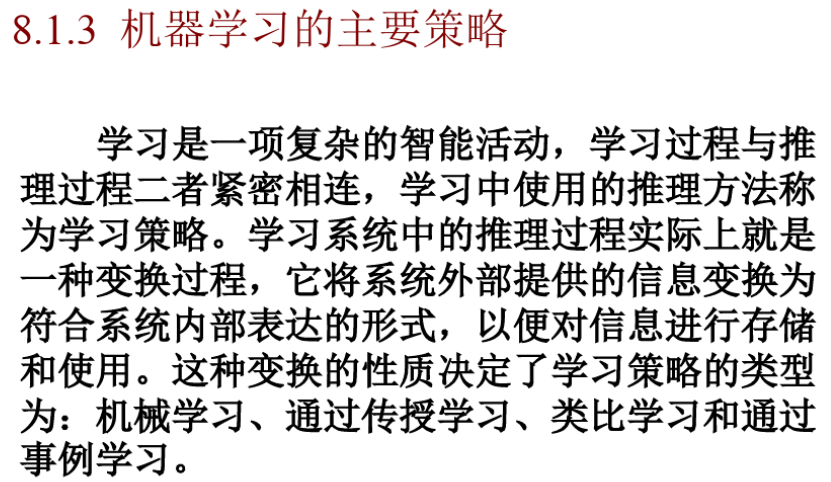 8.1.3 机器学习的主要策略
学习是一项复杂的智能活动，学习过程与推
理过程二者紧密相连，学习中使用的推理方法称
为学习策略。学习系统中的推理过程实际上就是
一种变换过程，它将系统外部提供的信息变换为
符合系统内部表达的形式，以便对信息进行存储
和使用。这种变换的性质决定了学习策略的类型
为：机械学习、通过传授学习、类比学习和通过
事例学习。